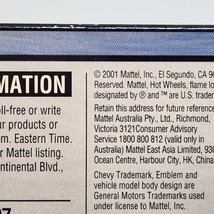 MATION
oll-free or write
r products or
m. Eastern Time.
r Mattel listing.
ntinental Blvd.,
© 2001 Mattel, Inc., El Segundo, CA 90
Reserved. Mattel, Hot Wheels, flame lo
designated by ® and ™ are U.S. trader
Retain this address for future reference
Mattel Australia Pty., Ltd., Richmond,
Victoria 3121Consumer Advisory
Service 1800 800 812 (valid only in
Australia) Mattel East Asia Limited, 930
Ocean Centre, Harbour City, HK, China
Chevy Trademark, Emblem and
vehicle model body design are
General Motors Trademarks used
under license to Mattel, Inc.